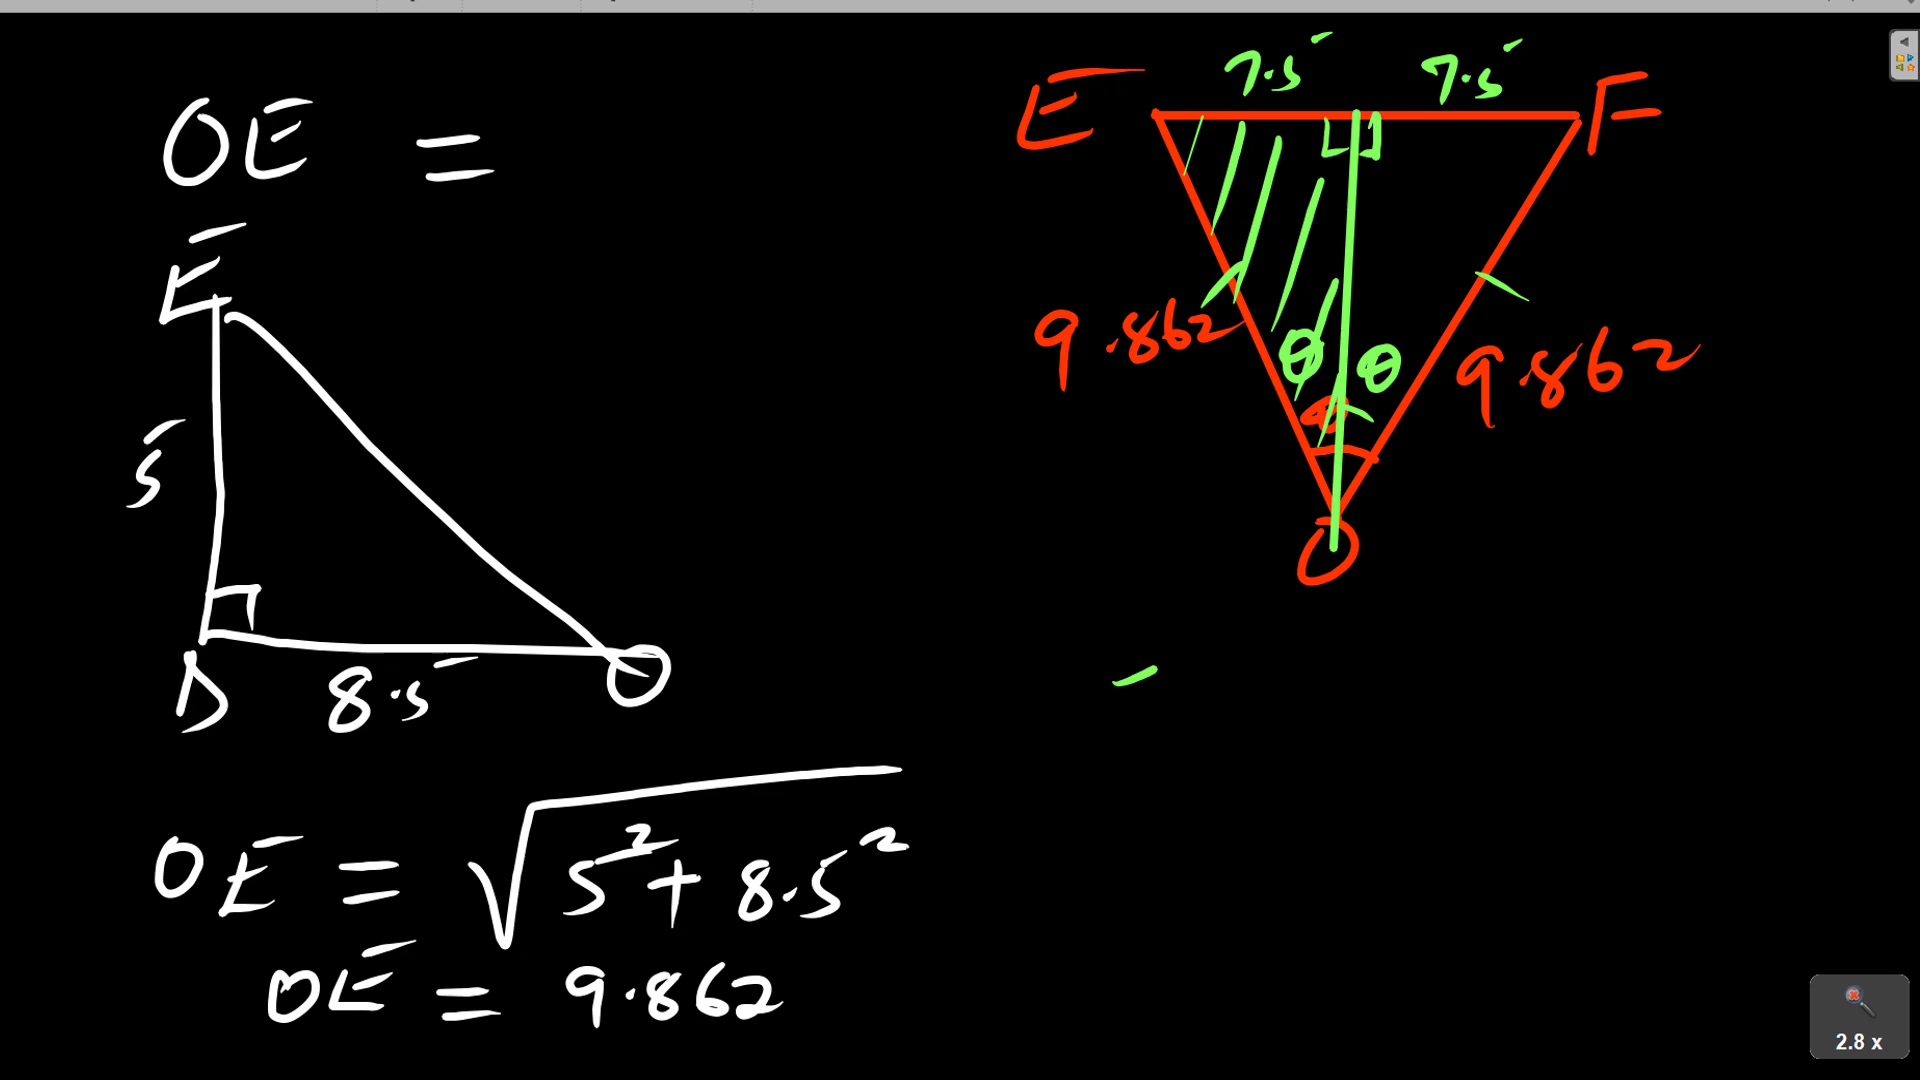 OE =
E
5
D 8.5 O
OE = √5² + 8.5²
OE = 9.862
7.5 7.5
E F
9.862 9.862
θ θ
O
2.8 x